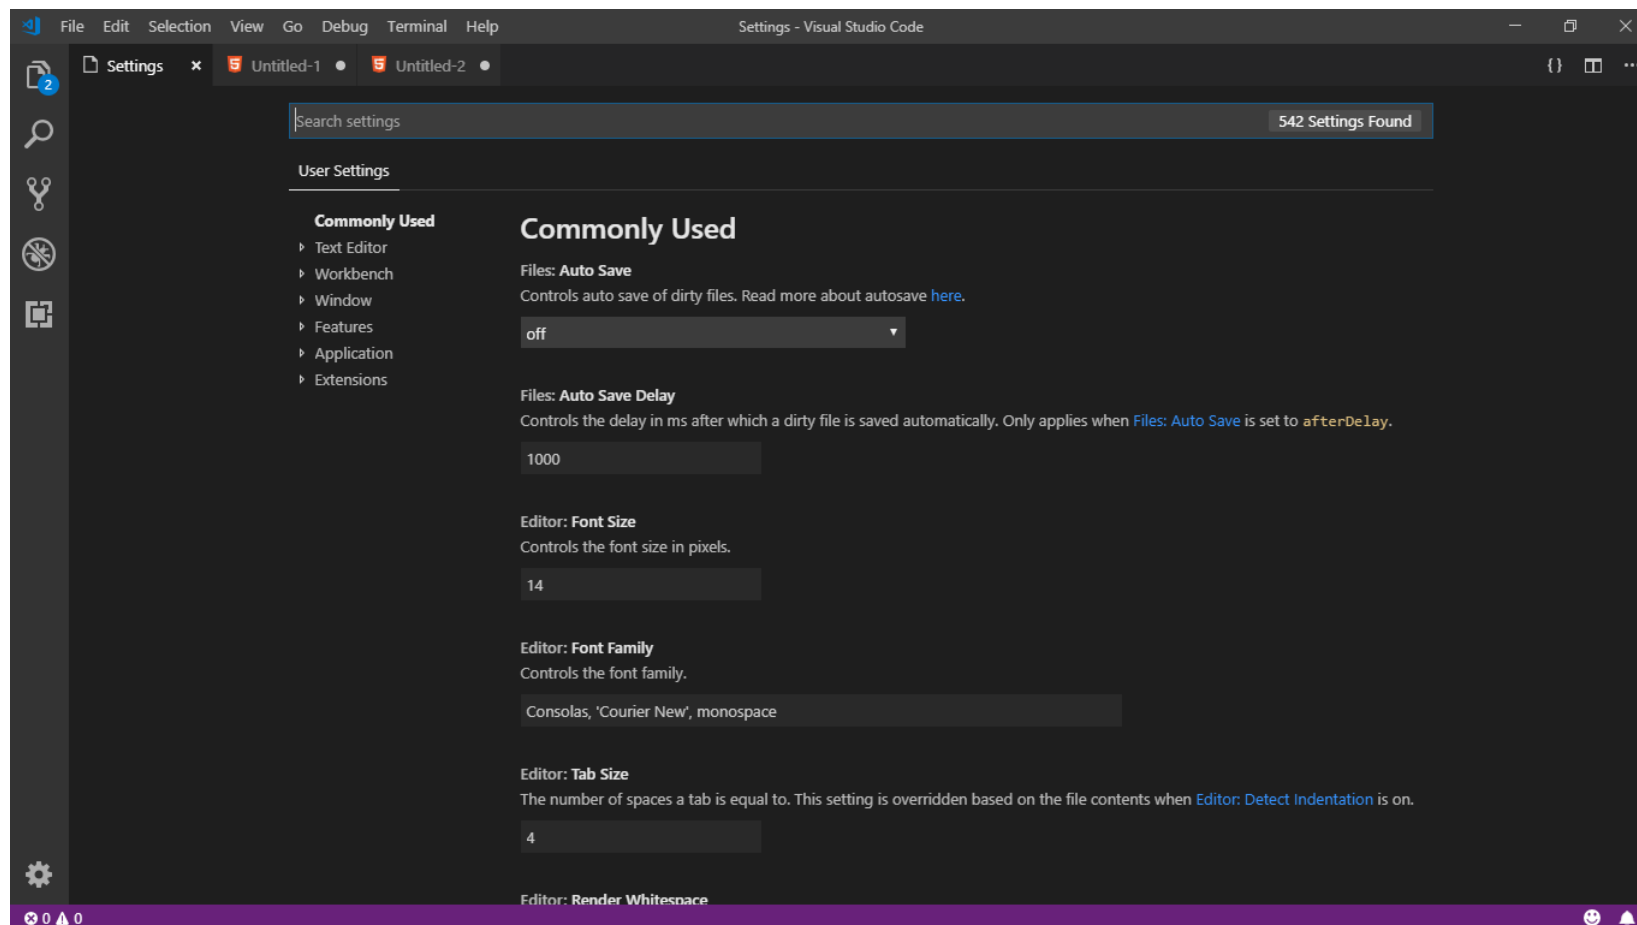 File Edit Selection View Go Debug Terminal Help Settings - Visual Studio Code
2
Settings Untitled-1 Untitled-2
Search settings 542 Settings Found
User Settings
Commonly Used
Text Editor
Workbench
Window
Features
Application
Extensions
Commonly Used
Files: Auto Save
Controls auto save of dirty files. Read more about autosave here.
off
Files: Auto Save Delay
Controls the delay in ms after which a dirty file is saved automatically. Only applies when Files: Auto Save is set to afterDelay.
1000
Editor: Font Size
Controls the font size in pixels.
14
Editor: Font Family
Controls the font family.
Consolas, 'Courier New', monospace
Editor: Tab Size
The number of spaces a tab is equal to. This setting is overridden based on the file contents when Editor: Detect Indentation is on.
4
Editor: Render Whitespace
0 0